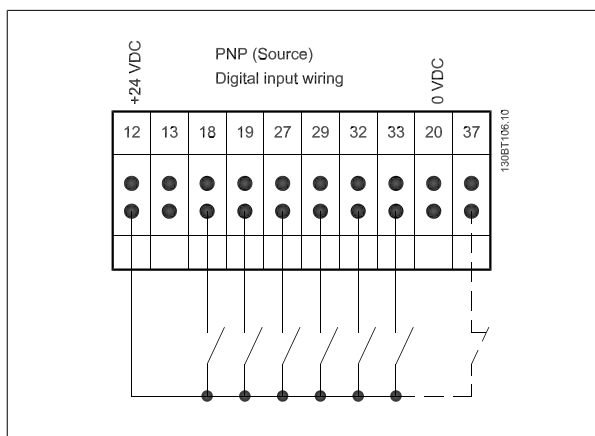 PNP (Source)
Digital input wiring
+24 VDC
0 VDC
12 13 18 19 27 29 32 33 20 37
130BT106.10